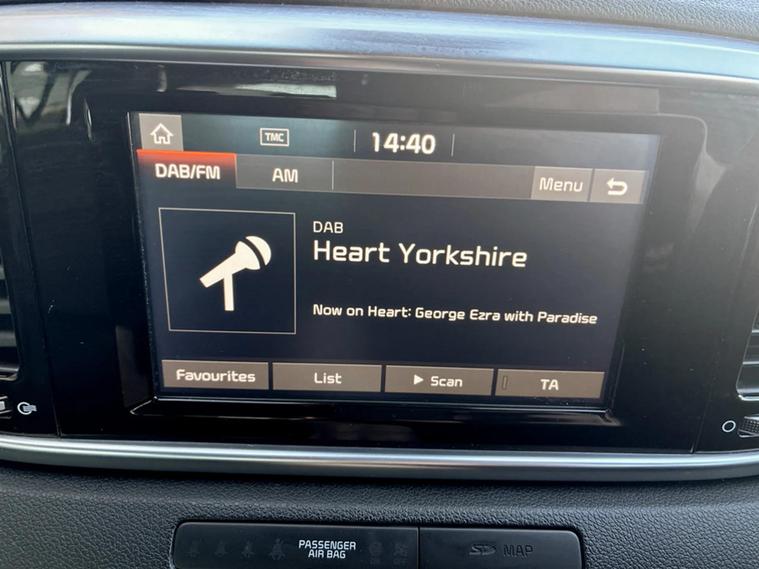 TMC
14:40
DAB/FM
AM
Menu
DAB
Heart Yorkshire
Now on Heart: George Ezra with Paradise
Favourites
List
Scan
TA
PASSENGER
AIR BAG
SD MAP